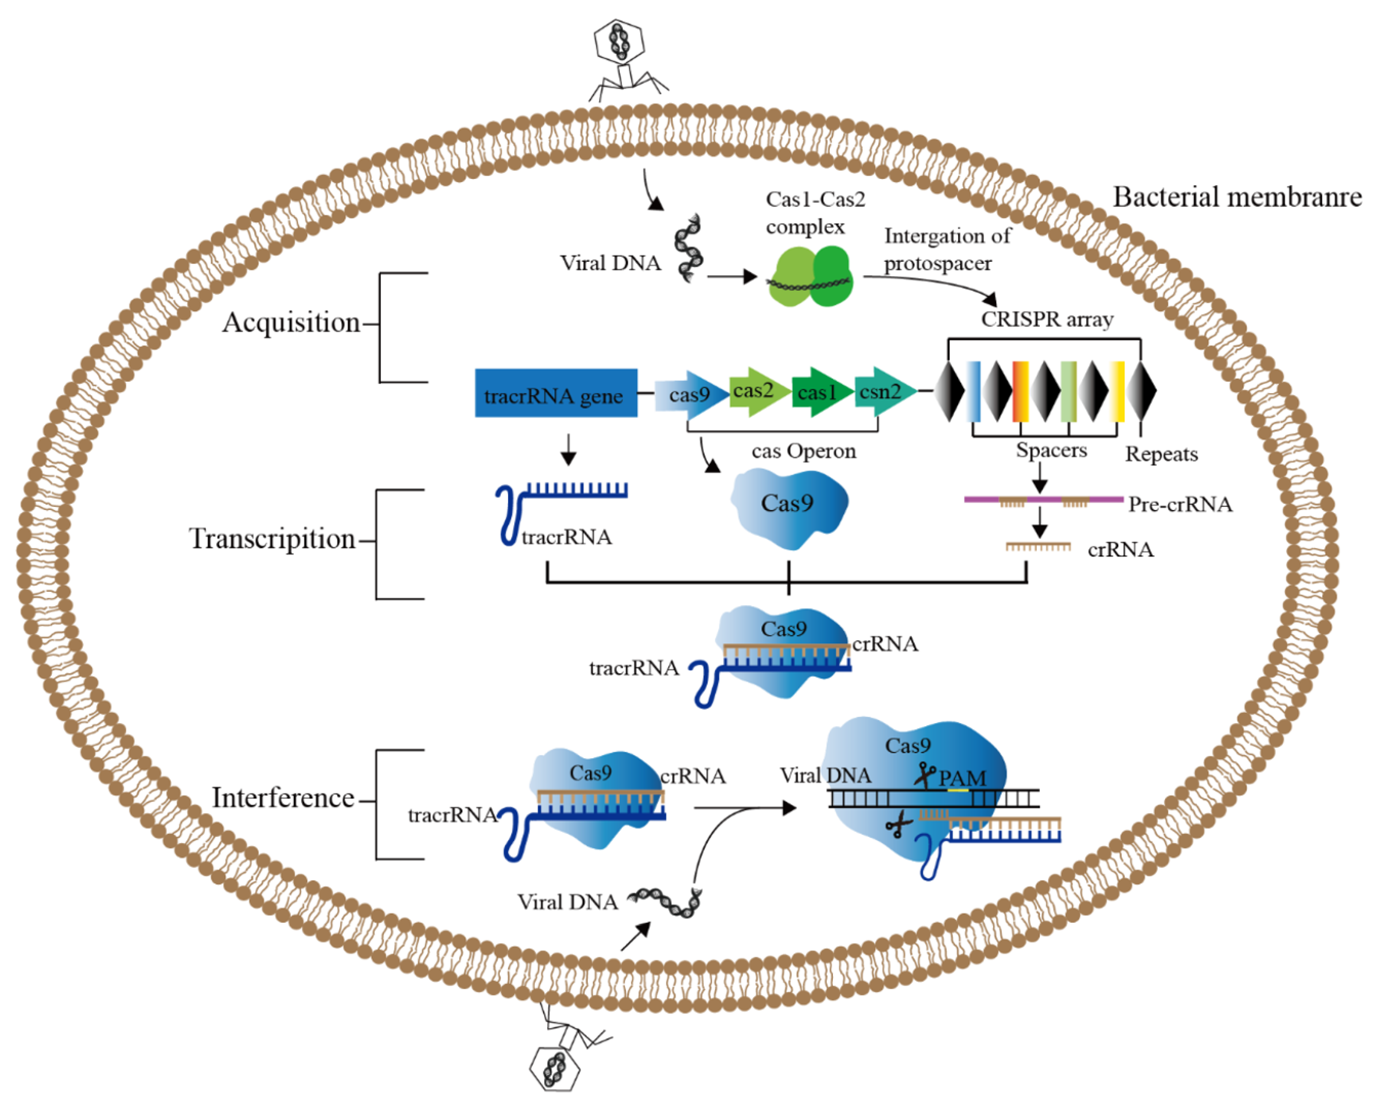 Bacterial membranre
Cas1-Cas2
complex
Viral DNA
Intergation of
protospacer
Acquisition
CRISPR array
tracrRNA gene
cas9
cas2
cas1
csn2
cas Operon
Spacers
Repeats
Cas9
Pre-crRNA
Transcripition
tracrRNA
crRNA
Cas9
crRNA
tracrRNA
Cas9
Cas9
crRNA
Viral DNA
PAM
Interference
tracrRNA
Viral DNA